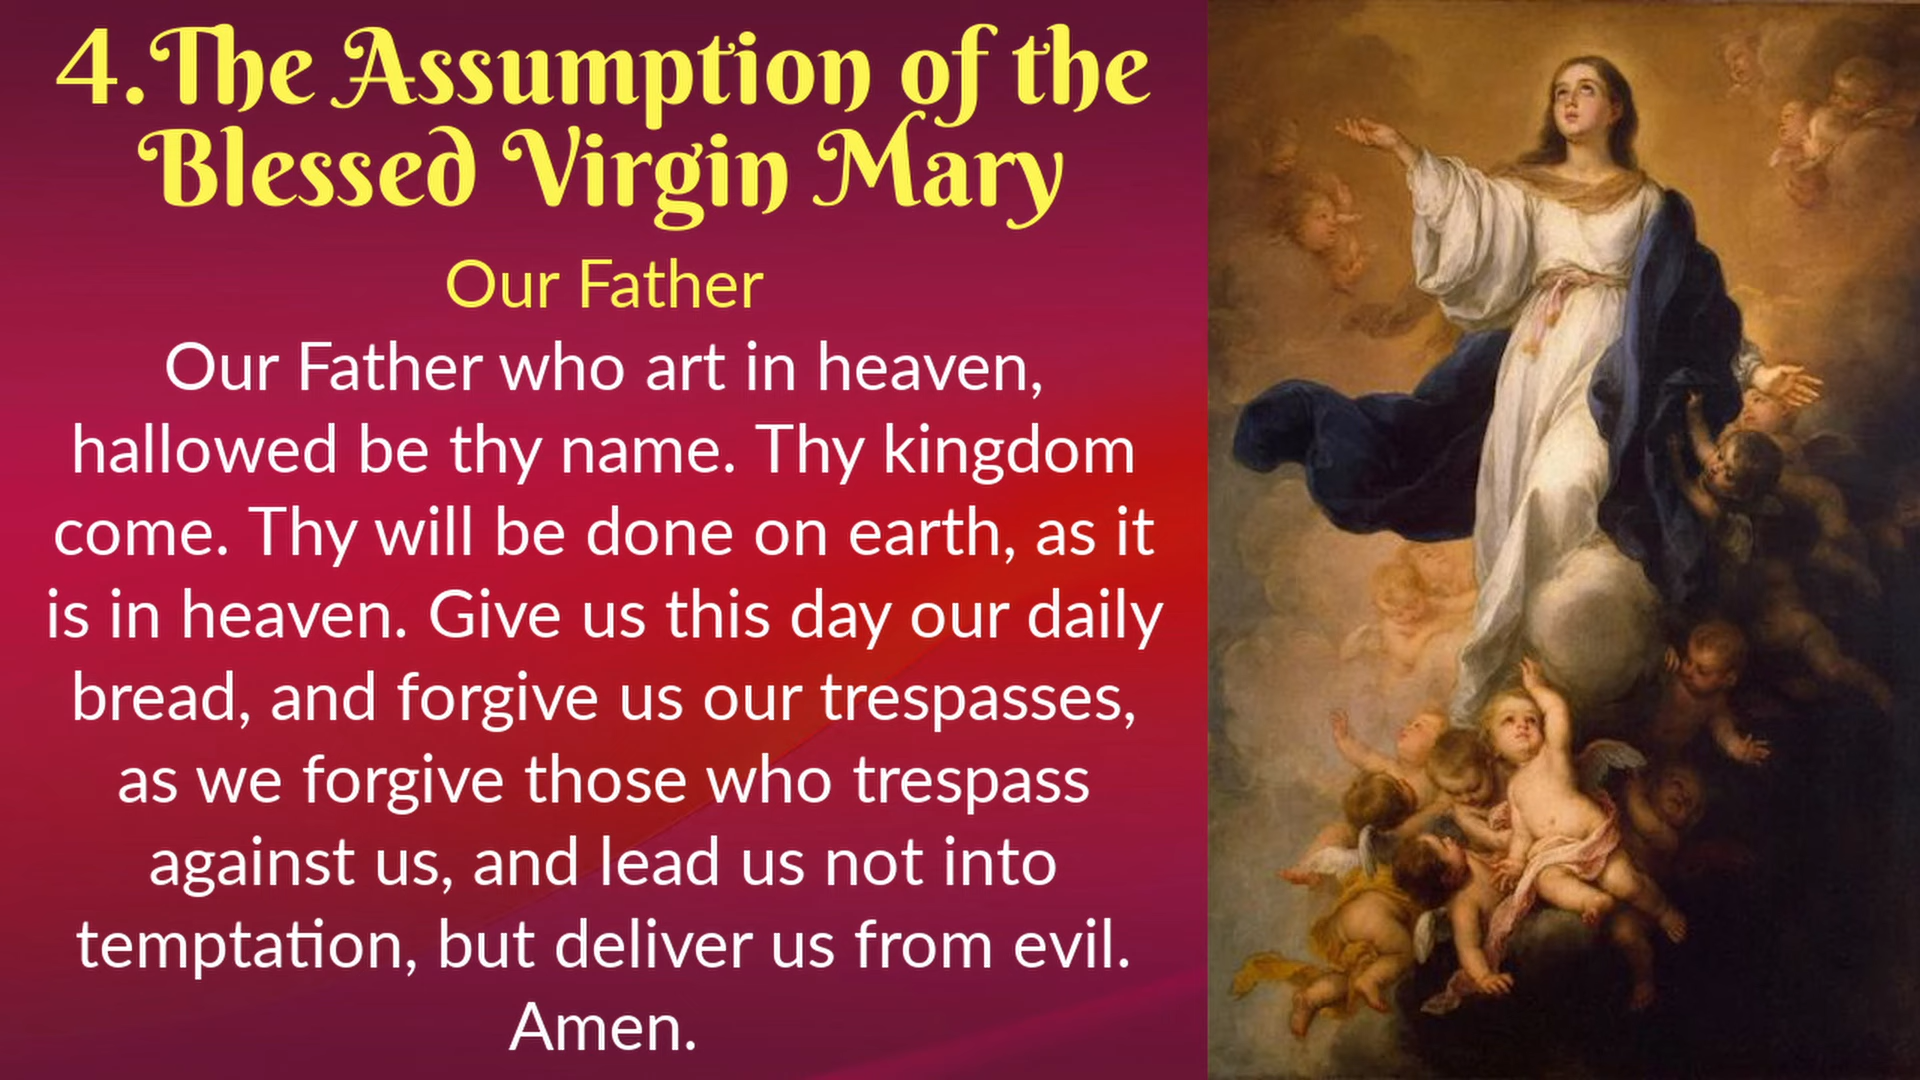 4.The Assumption of the
Blessed Virgin Mary
Our Father
Our Father who art in heaven,
hallowed be thy name. Thy kingdom
come. Thy will be done on earth, as it
is in heaven. Give us this day our daily
bread, and forgive us our trespasses,
as we forgive those who trespass
against us, and lead us not into
temptation, but deliver us from evil.
Amen.